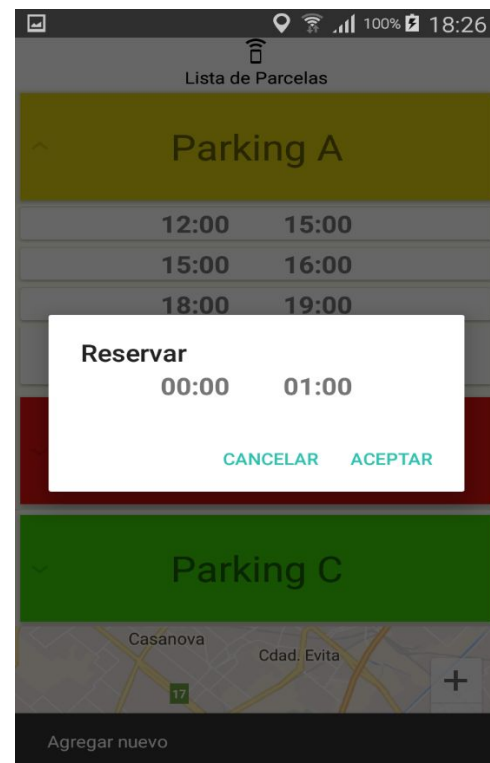 100% 18:26
Lista de Parcelas
Parking A
12:00 15:00
15:00 16:00
18:00 19:00
Reservar
00:00 01:00
CANCELAR ACEPTAR
Parking C
Casanova
Cdad. Evita
17
+
Agregar nuevo